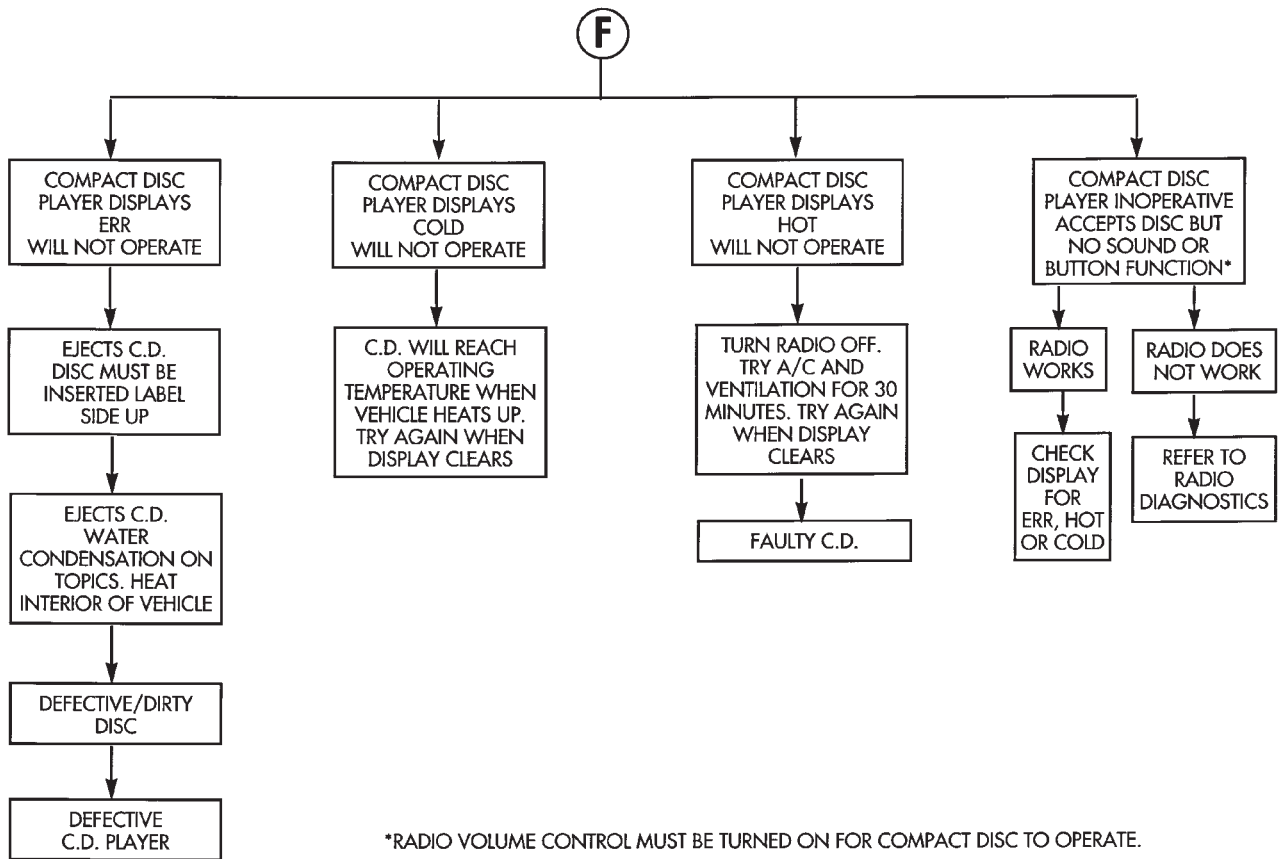 F
COMPACT DISC
PLAYER DISPLAYS
ERR
WILL NOT OPERATE
EJECTS C.D.
DISC MUST BE
INSERTED LABEL
SIDE UP
EJECTS C.D.
WATER
CONDENSATION ON
TOPICS. HEAT
INTERIOR OF VEHICLE
DEFECTIVE/DIRTY
DISC
DEFECTIVE
C.D. PLAYER
COMPACT DISC
PLAYER DISPLAYS
COLD
WILL NOT OPERATE
C.D. WILL REACH
OPERATING
TEMPERATURE WHEN
VEHICLE HEATS UP.
TRY AGAIN WHEN
DISPLAY CLEARS
COMPACT DISC
PLAYER DISPLAYS
HOT
WILL NOT OPERATE
TURN RADIO OFF.
TRY A/C AND
VENTILATION FOR 30
MINUTES. TRY AGAIN
WHEN DISPLAY
CLEARS
FAULTY C.D.
COMPACT DISC
PLAYER INOPERATIVE
ACCEPTS DISC BUT
NO SOUND OR
BUTTON FUNCTION*
RADIO
WORKS
CHECK
DISPLAY
FOR
ERR, HOT
OR COLD
RADIO DOES
NOT WORK
REFER TO
RADIO
DIAGNOSTICS
*RADIO VOLUME CONTROL MUST BE TURNED ON FOR COMPACT DISC TO OPERATE.